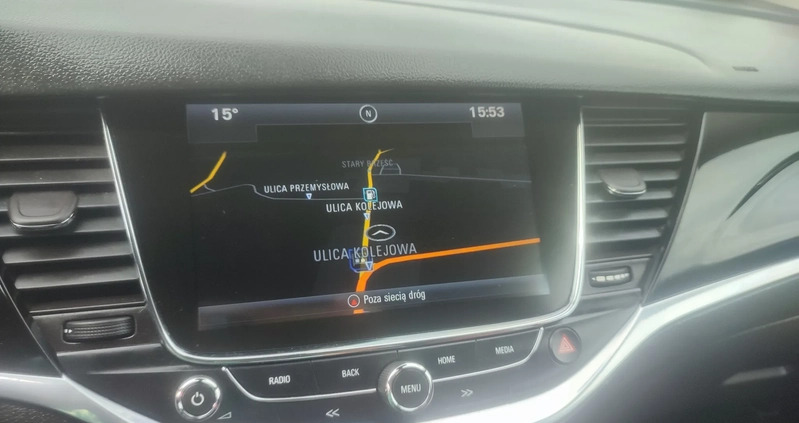 15°
N
15:53
STARY BRZEŚĆ
ULICA PRZEMYSŁOWA
ULICA KOLEJOWA
ULICA KOLEJOWA
Poza siecią dróg
RADIO
BACK
HOME
MEDIA
MENU